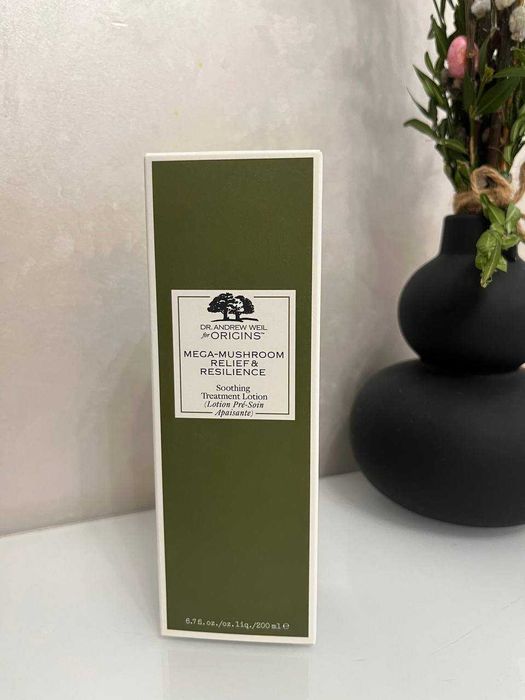 DR. ANDREW WEIL
for ORIGINS™
MEGA-MUSHROOM
RELIEF &
RESILIENCE
Soothing
Treatment Lotion
(Lotion Pré-Soin
Apaisante)
6.7 fl. oz./oz. liq./200 ml ℮